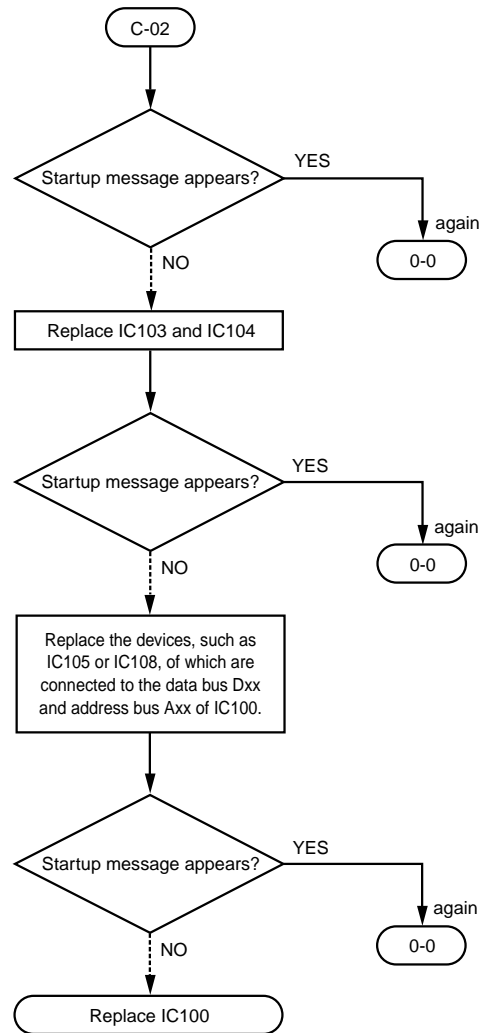 C-02
Startup message appears?
YES
again
0-0
NO
Replace IC103 and IC104
Startup message appears?
YES
again
0-0
NO
Replace the devices, such as
IC105 or IC108, of which are
connected to the data bus Dxx
and address bus Axx of IC100.
Startup message appears?
YES
again
0-0
NO
Replace IC100